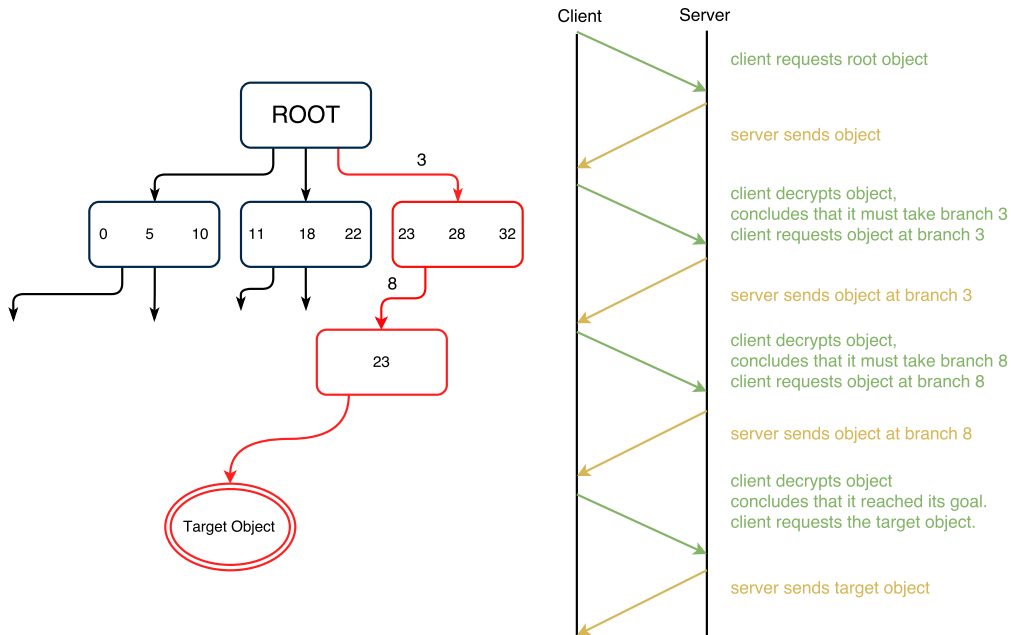 ROOT
3
0 5 10
11 18 22
23 28 32
8
23
Target Object
Client Server
client requests root object
server sends object
client decrypts object,
concludes that it must take branch 3
client requests object at branch 3
server sends object at branch 3
client decrypts object,
concludes that it must take branch 8
client requests object at branch 8
server sends object at branch 8
client decrypts object
concludes that it reached its goal.
client requests the target object.
server sends target object